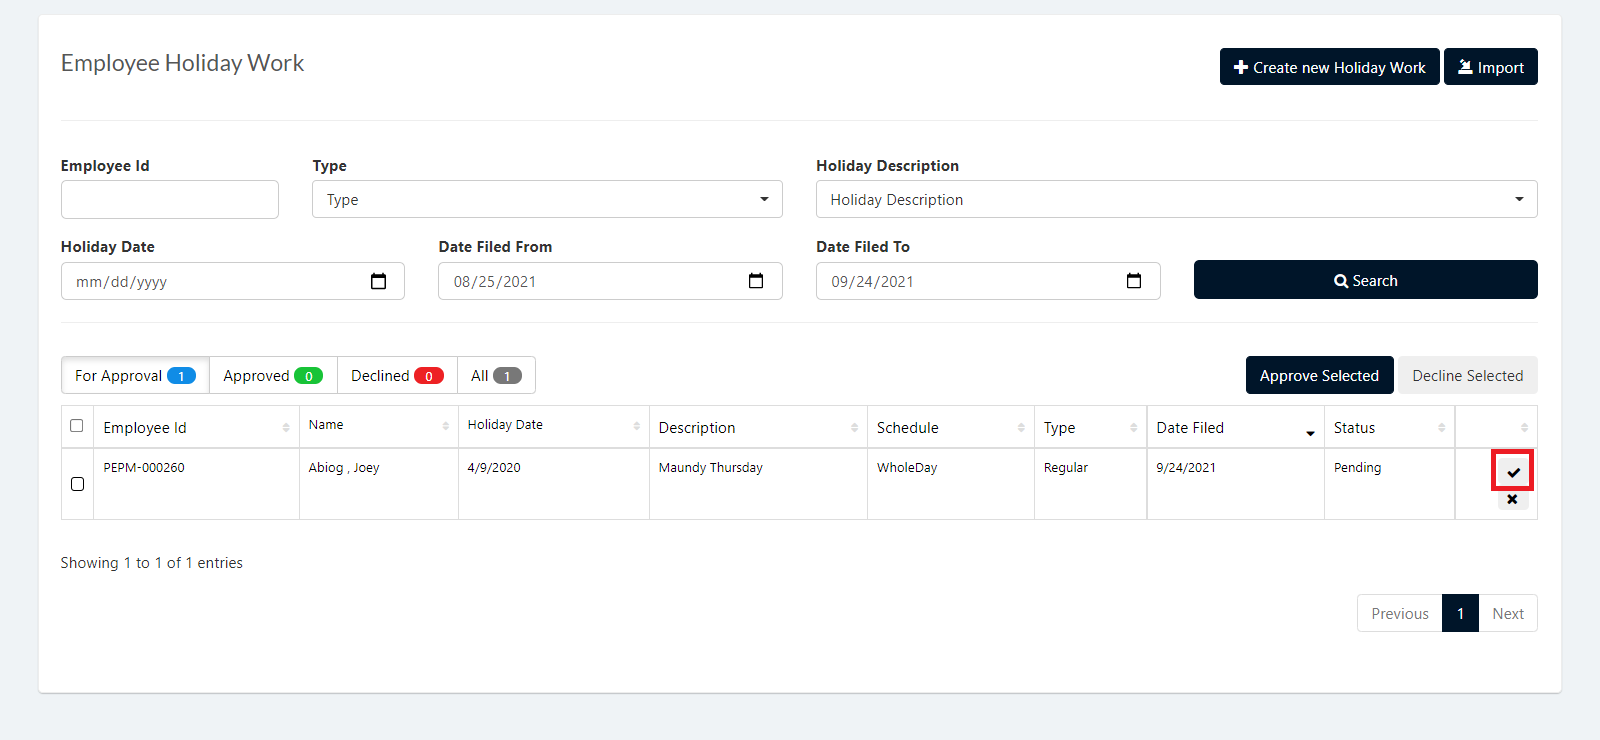 Employee Holiday Work
Create new Holiday Work Import
Employee Id Type Holiday Description
Type Holiday Description
Holiday Date Date Filed From Date Filed To
mm/dd/yyyy 08/25/2021 09/24/2021 Search
For Approval 1 Approved 0 Declined 0 All 1 Approve Selected Decline Selected
Employee Id Name Holiday Date Description Schedule Type Date Filed Status
PEPM-000260 Abiog , Joey 4/9/2020 Maundy Thursday WholeDay Regular 9/24/2021 Pending
Showing 1 to 1 of 1 entries
Previous 1 Next